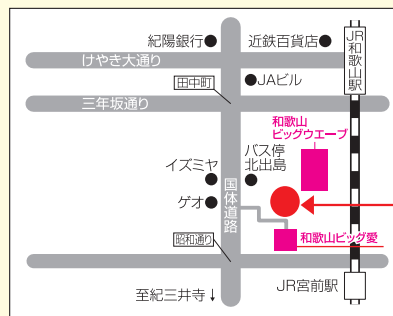 紀陽銀行
近鉄百貨店
JR和歌山駅
けやき大通り
JAビル
田中町
三年坂通り
和歌山
ビッグウエーブ
イズミヤ
バス停
北出島
ゲオ
国体道路
和歌山ビッグ愛
昭和通り
JR宮前駅
至紀三井寺↓